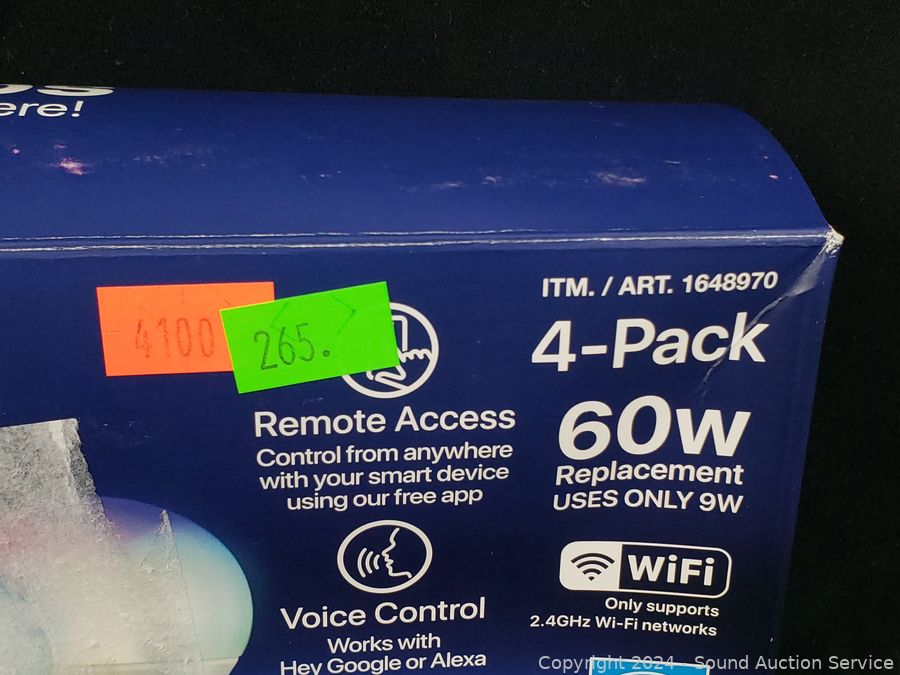 ere!
ITM. / ART. 1648970
4100
265.
4-Pack
60w
Replacement
USES ONLY 9W
Remote Access
Control from anywhere
with your smart device
using our free app
WiFi
Only supports
2.4GHz Wi-Fi networks
Voice Control
Works with
Hey Google or Alexa
Copyright 2024 - Sound Auction Service